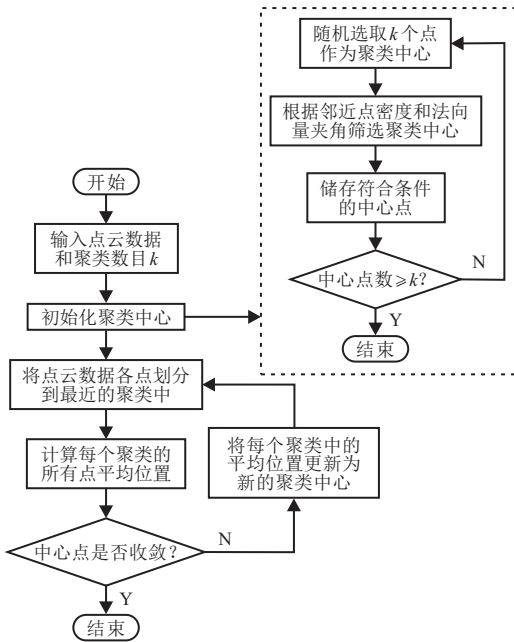 随机选取k个点
作为聚类中心
根据邻近点密度和法向
量夹角筛选聚类中心
储存符合条件
的中心点
中心点数≥k?
N
Y
结束
开始
输入点云数据
和聚类数目k
初始化聚类中心
将点云数据各点划分
到最近的聚类中
计算每个聚类的
所有点平均位置
将每个聚类中的
平均位置更新为
新的聚类中心
中心点是否收敛?
N
Y
结束